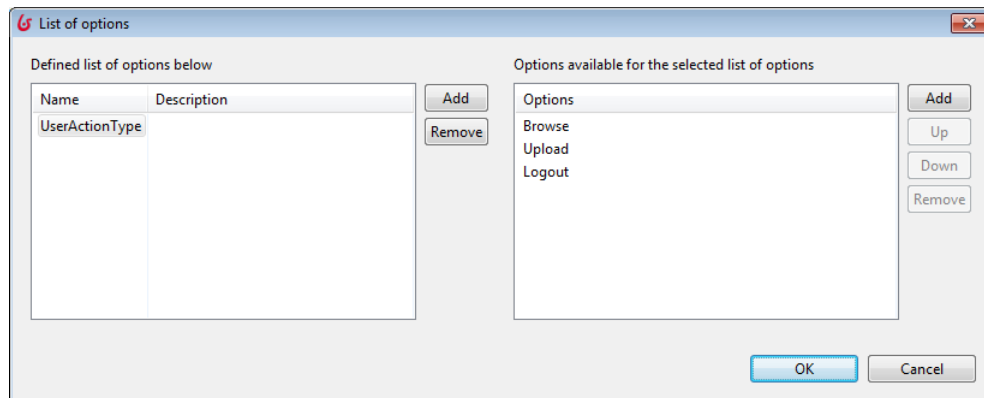 List of options
Defined list of options below
Name Description
UserActionType
Add
Remove
Options available for the selected list of options
Options
Browse
Upload
Logout
Add
Up
Down
Remove
OK Cancel